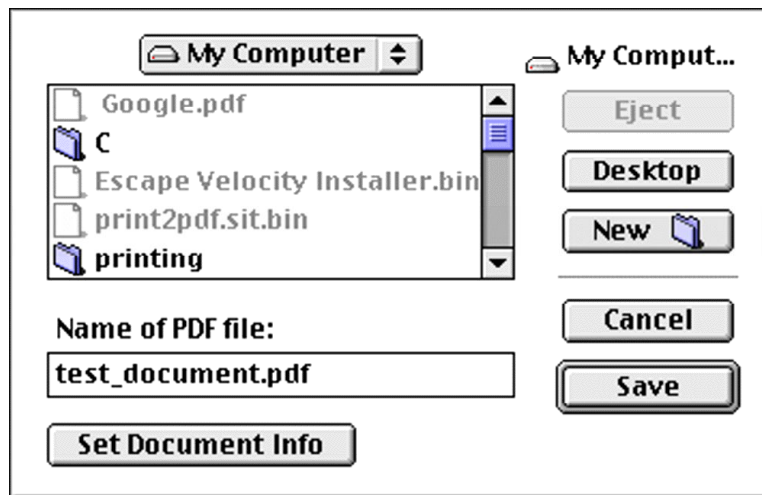 My Computer
Google.pdf
C
Escape Velocity Installer.bin
print2pdf.sit.bin
printing
Name of PDF file:
test_document.pdf
Set Document Info
My Comput...
Eject
Desktop
New
Cancel
Save